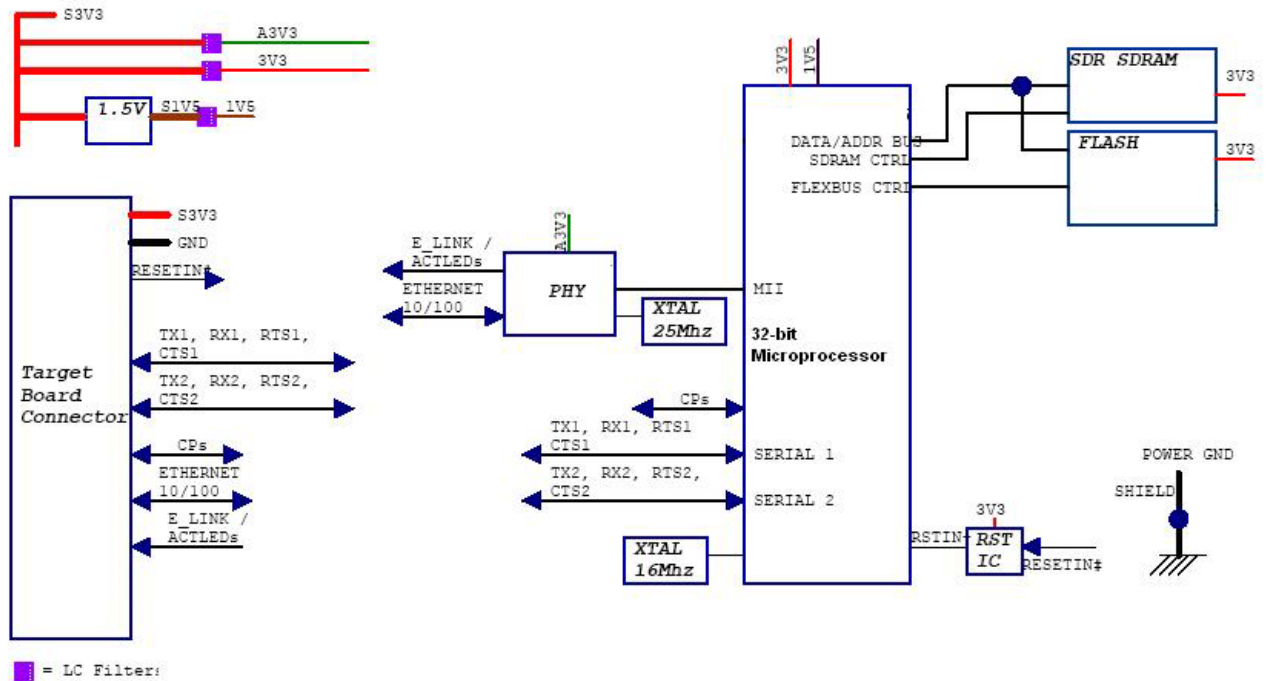 S3V3
A3V3
3V3
1.5V
S1V5
1V5
3V3
1V5
SDR SDRAM
3V3
DATA/ADDR BUS
SDRAM CTRL
FLASH
3V3
FLEXBUS CTRL
S3V3
GND
RESETIN#
A3V3
E_LINK /
ACTLEDs
ETHERNET
10/100
PHY
MII
XTAL
25Mhz
32-bit
Microprocessor
TX1, RX1, RTS1,
CTS1
TX2, RX2, RTS2,
CTS2
Target
Board
Connector
CPs
ETHERNET
10/100
E_LINK /
ACTLEDs
CPs
TX1, RX1, RTS1
CTS1
SERIAL 1
TX2, RX2, RTS2,
CTS2
SERIAL 2
XTAL
16Mhz
3V3
RSTIN-
RST
IC
RESETIN#
POWER GND
SHIELD
= LC Filters